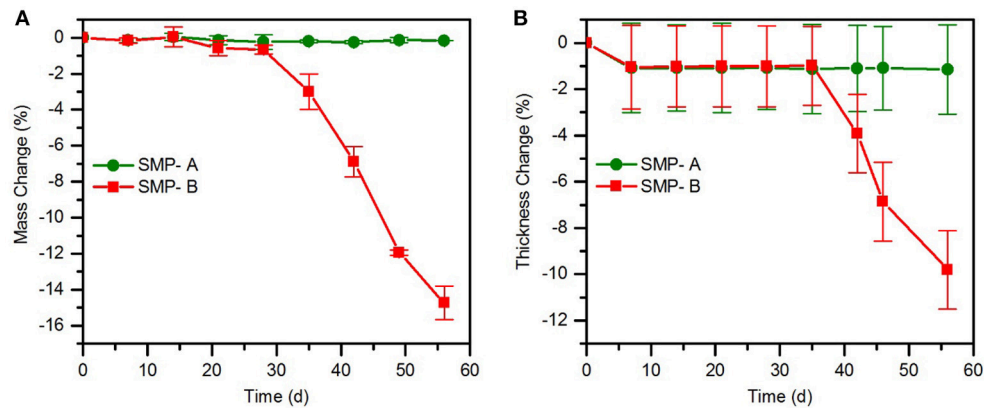 A
Mass Change (%)
0
-2
-4
-6
-8
-10
-12
-14
-16
SMP- A
SMP- B
0 10 20 30 40 50 60
Time (d)
B
Thickness Change (%)
0
-2
-4
-6
-8
-10
-12
SMP- A
SMP- B
0 10 20 30 40 50 60
Time (d)